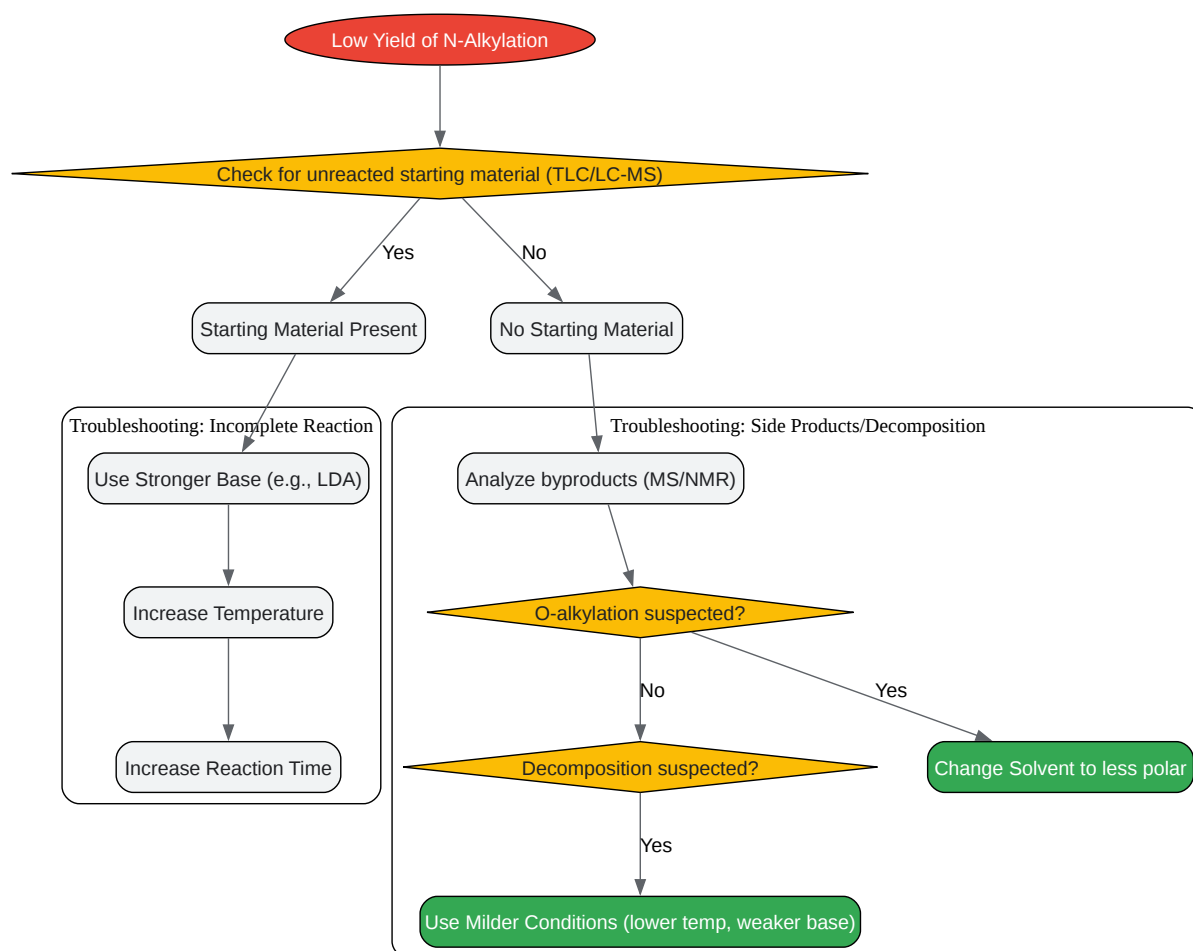 Low Yield of N-Alkylation
Check for unreacted starting material (TLC/LC-MS)
Yes
No
Starting Material Present
No Starting Material
Troubleshooting: Incomplete Reaction
Troubleshooting: Side Products/Decomposition
Use Stronger Base (e.g., LDA)
Analyze byproducts (MS/NMR)
Increase Temperature
O-alkylation suspected?
No
Yes
Increase Reaction Time
Decomposition suspected?
Change Solvent to less polar
Yes
Use Milder Conditions (lower temp, weaker base)